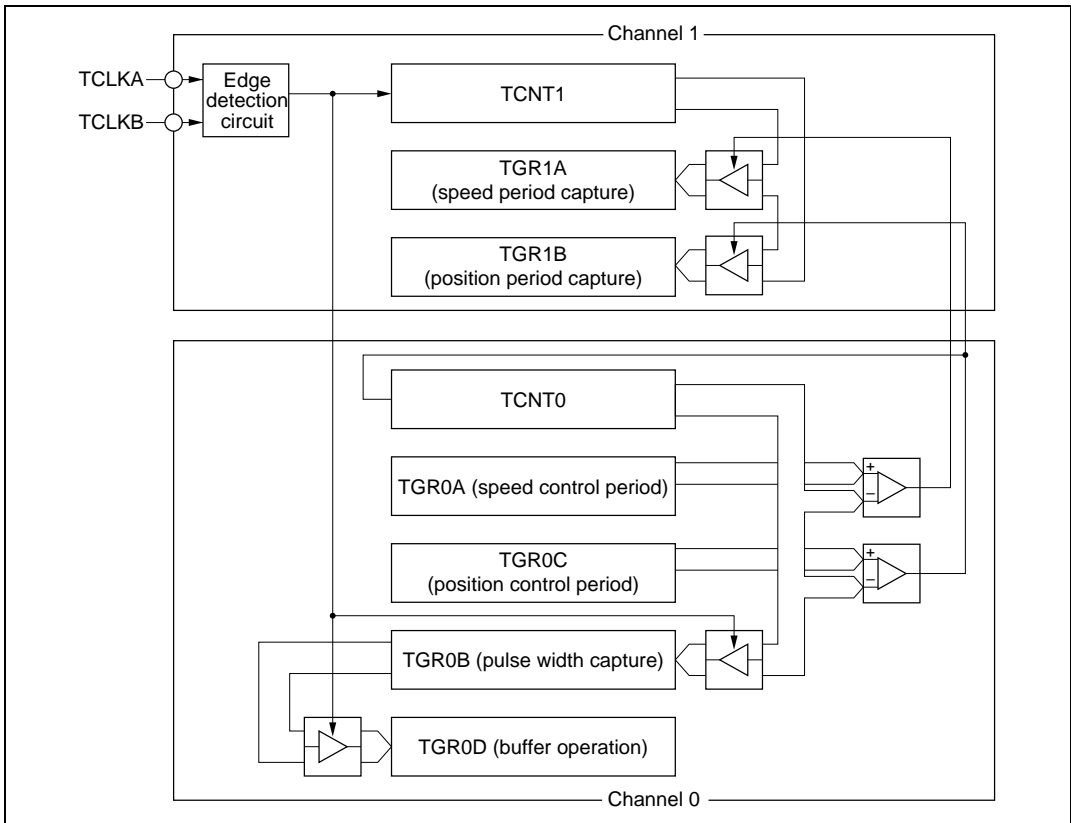 Channel 1
TCLKA
TCLKB
Edge
detection
circuit
TCNT1
TGR1A
(speed period capture)
TGR1B
(position period capture)
TCNT0
TGR0A (speed control period)
+
–
TGR0C
(position control period)
+
–
TGR0B (pulse width capture)
TGR0D (buffer operation)
Channel 0